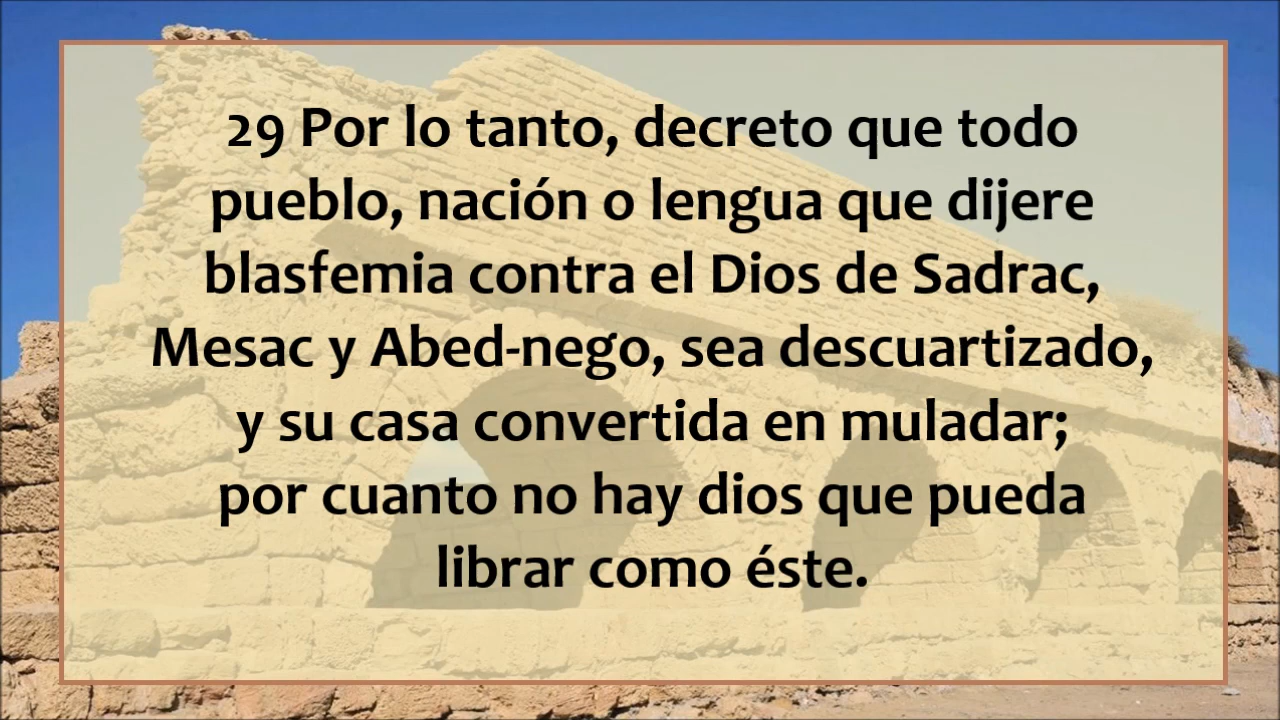 29 Por lo tanto, decreto que todo
pueblo, nación o lengua que dijere
blasfemia contra el Dios de Sadrac,
Mesac y Abed-nego, sea descuartizado,
y su casa convertida en muladar;
por cuanto no hay dios que pueda
librar como éste.